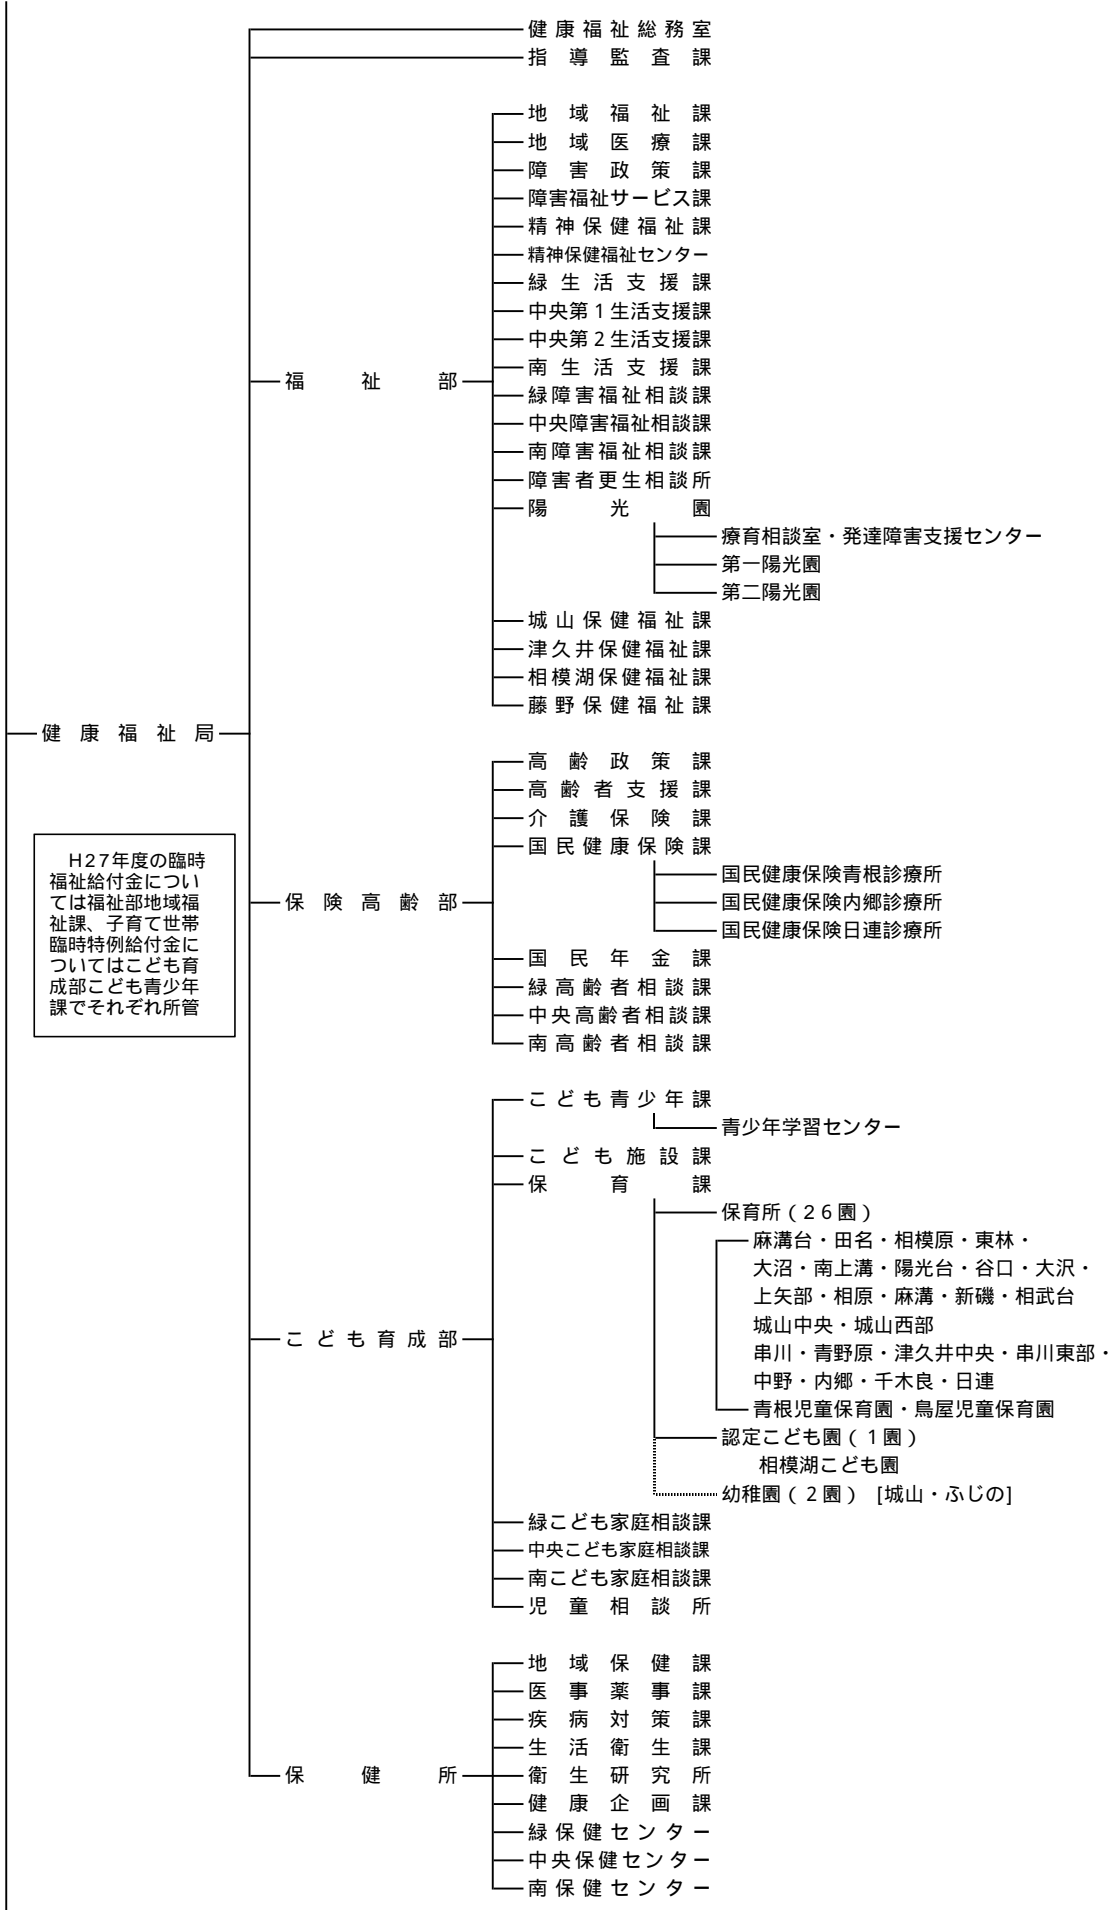 健康福祉総務室
指導監査課
地域福祉課
地域医療課
障害政策課
障害福祉サービス課
精神保健福祉課
精神保健福祉センター
緑生活支援課
中央第1生活支援課
中央第2生活支援課
南生活支援課
福祉部
緑障害福祉相談課
中央障害福祉相談課
南障害福祉相談課
障害者更生相談所
陽光園
療育相談室・発達障害支援センター
第一陽光園
第二陽光園
城山保健福祉課
津久井保健福祉課
相模湖保健福祉課
藤野保健福祉課
健康福祉局
高齢政策課
高齢者支援課
介護保険課
国民健康保険課
国民健康保険青根診療所
保険高齢部
国民健康保険内郷診療所
国民健康保険日連診療所
国民年金課
緑高齢者相談課
中央高齢者相談課
南高齢者相談課
H27年度の臨時
福祉給付金につい
ては福祉部地域福
祉課、子育て世帯
臨時特例給付金に
ついてはこども育
成部こども青少年
課でそれぞれ所管
こども青少年課
青少年学習センター
こども施設課
保育課
保育所(26園)
麻溝台・田名・相模原・東林・
大沼・南上溝・陽光台・谷口・大沢・
上矢部・相原・麻溝・新磯・相武台
城山中央・城山西部
こども育成部
串川・青野原・津久井中央・串川東部・
中野・内郷・千木良・日連
青根児童保育園・鳥屋児童保育園
認定こども園(1園)
相模湖こども園
幼稚園(2園) [城山・ふじの]
緑こども家庭相談課
中央こども家庭相談課
南こども家庭相談課
児童相談所
地域保健課
医事薬事課
疾病対策課
生活衛生課
保健所
衛生研究所
健康企画課
緑保健センター
中央保健センター
南保健センター